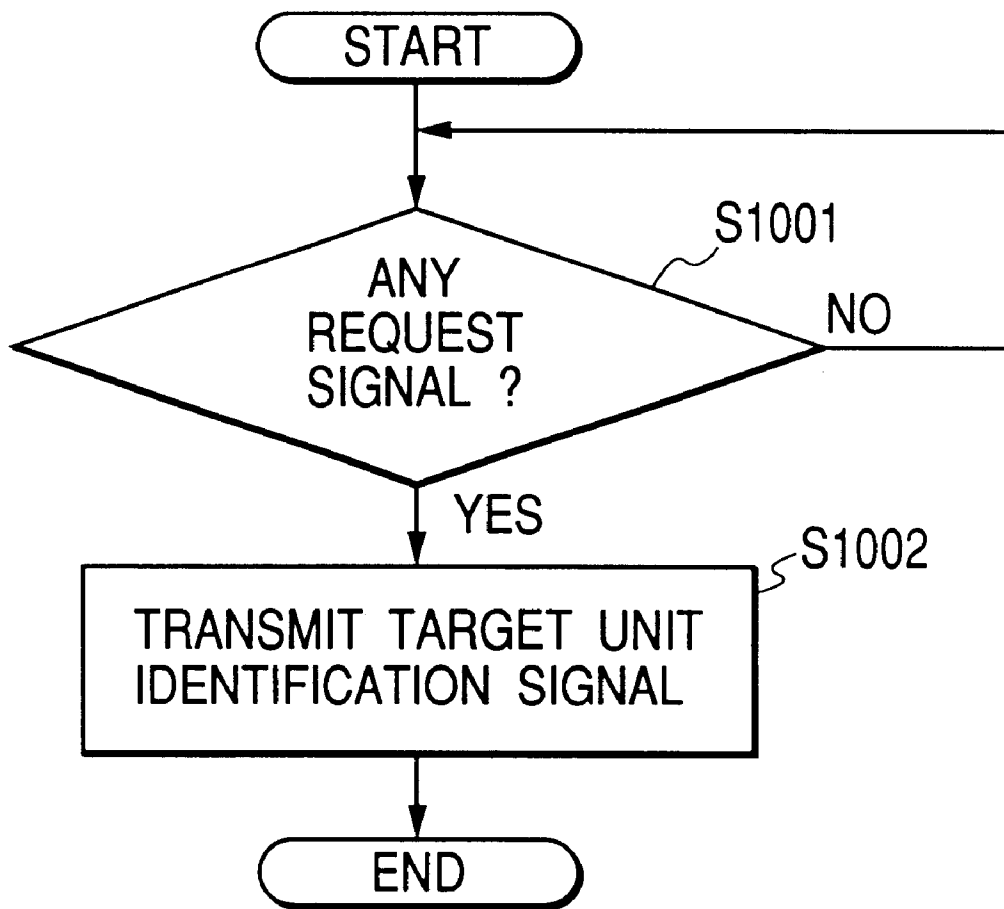 START
S1001
ANY
REQUEST
SIGNAL ?
NO
YES
S1002
TRANSMIT TARGET UNIT
IDENTIFICATION SIGNAL
END